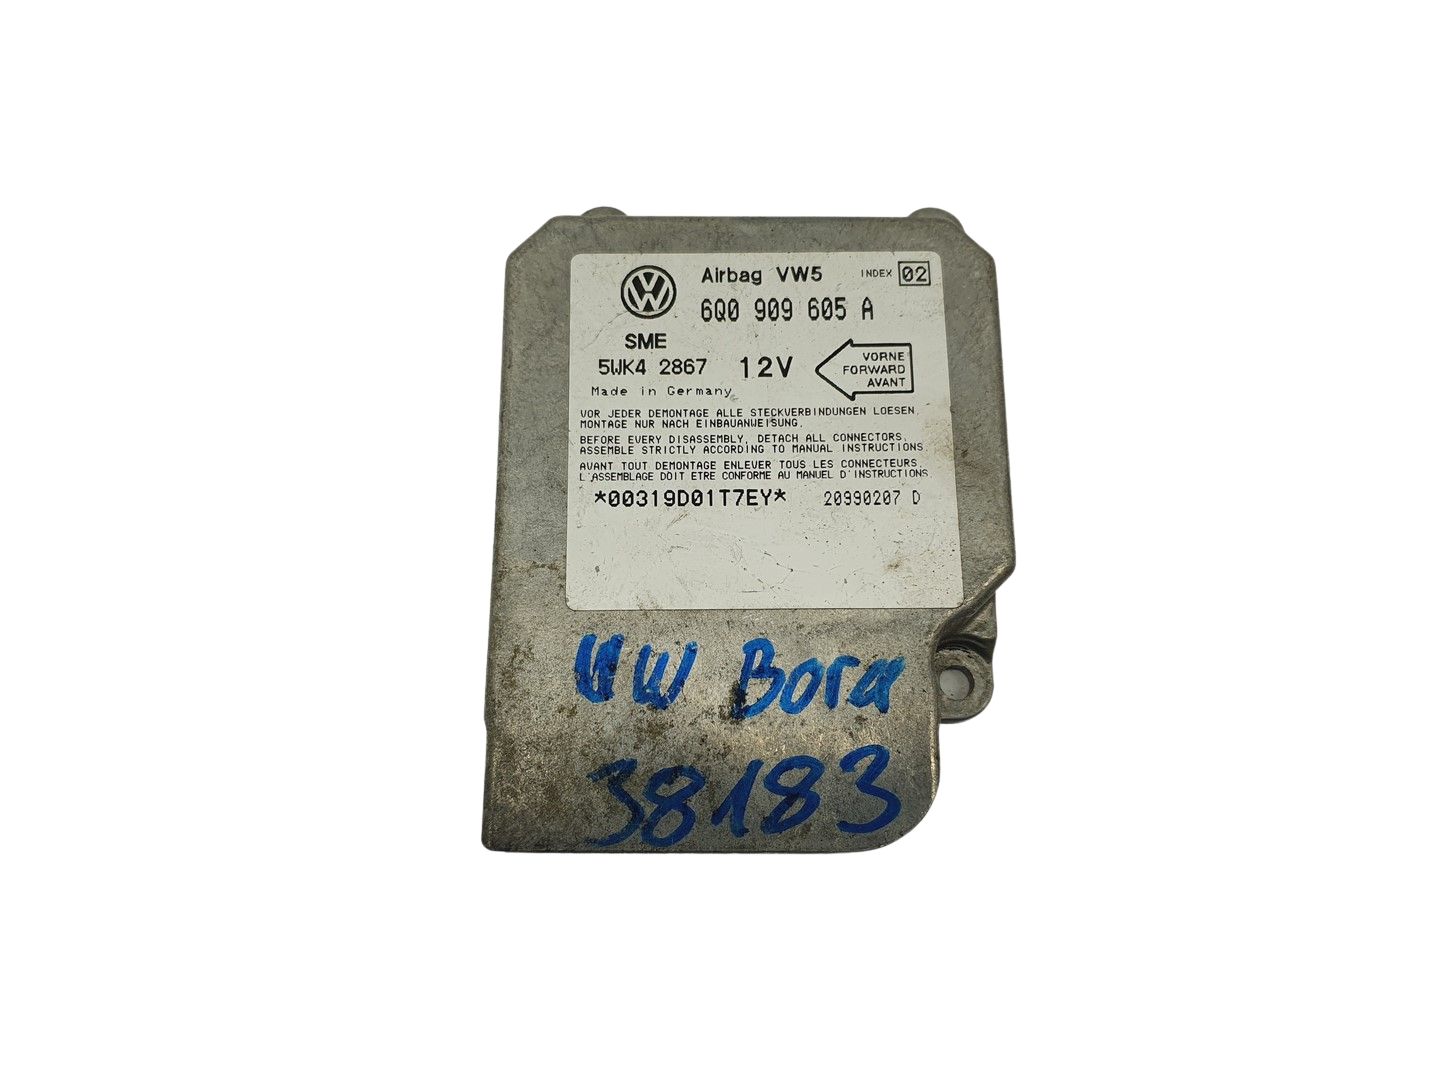 Airbag VW5 INDEX 02
6Q0 909 605 A
SME
5WK4 2867 12V
VORNE
FORWARD
AVANT
Made in Germany
VOR JEDER DEMONTAGE ALLE STECKVERBINDUNGEN LOESEN.
MONTAGE NUR NACH EINBAUANWEISUNG.
BEFORE EVERY DISASSEMBLY, DETACH ALL CONNECTORS.
ASSEMBLE STRICTLY ACCORDING TO MANUAL INSTRUCTIONS.
AVANT TOUT DEMONTAGE ENLEVER TOUS LES CONNECTEURS.
L'ASSEMBLAGE DOIT ETRE CONFORME AU MANUEL D'INSTRUCTIONS
*00319D01T7EY* 20990207 D
VW Bora
38183